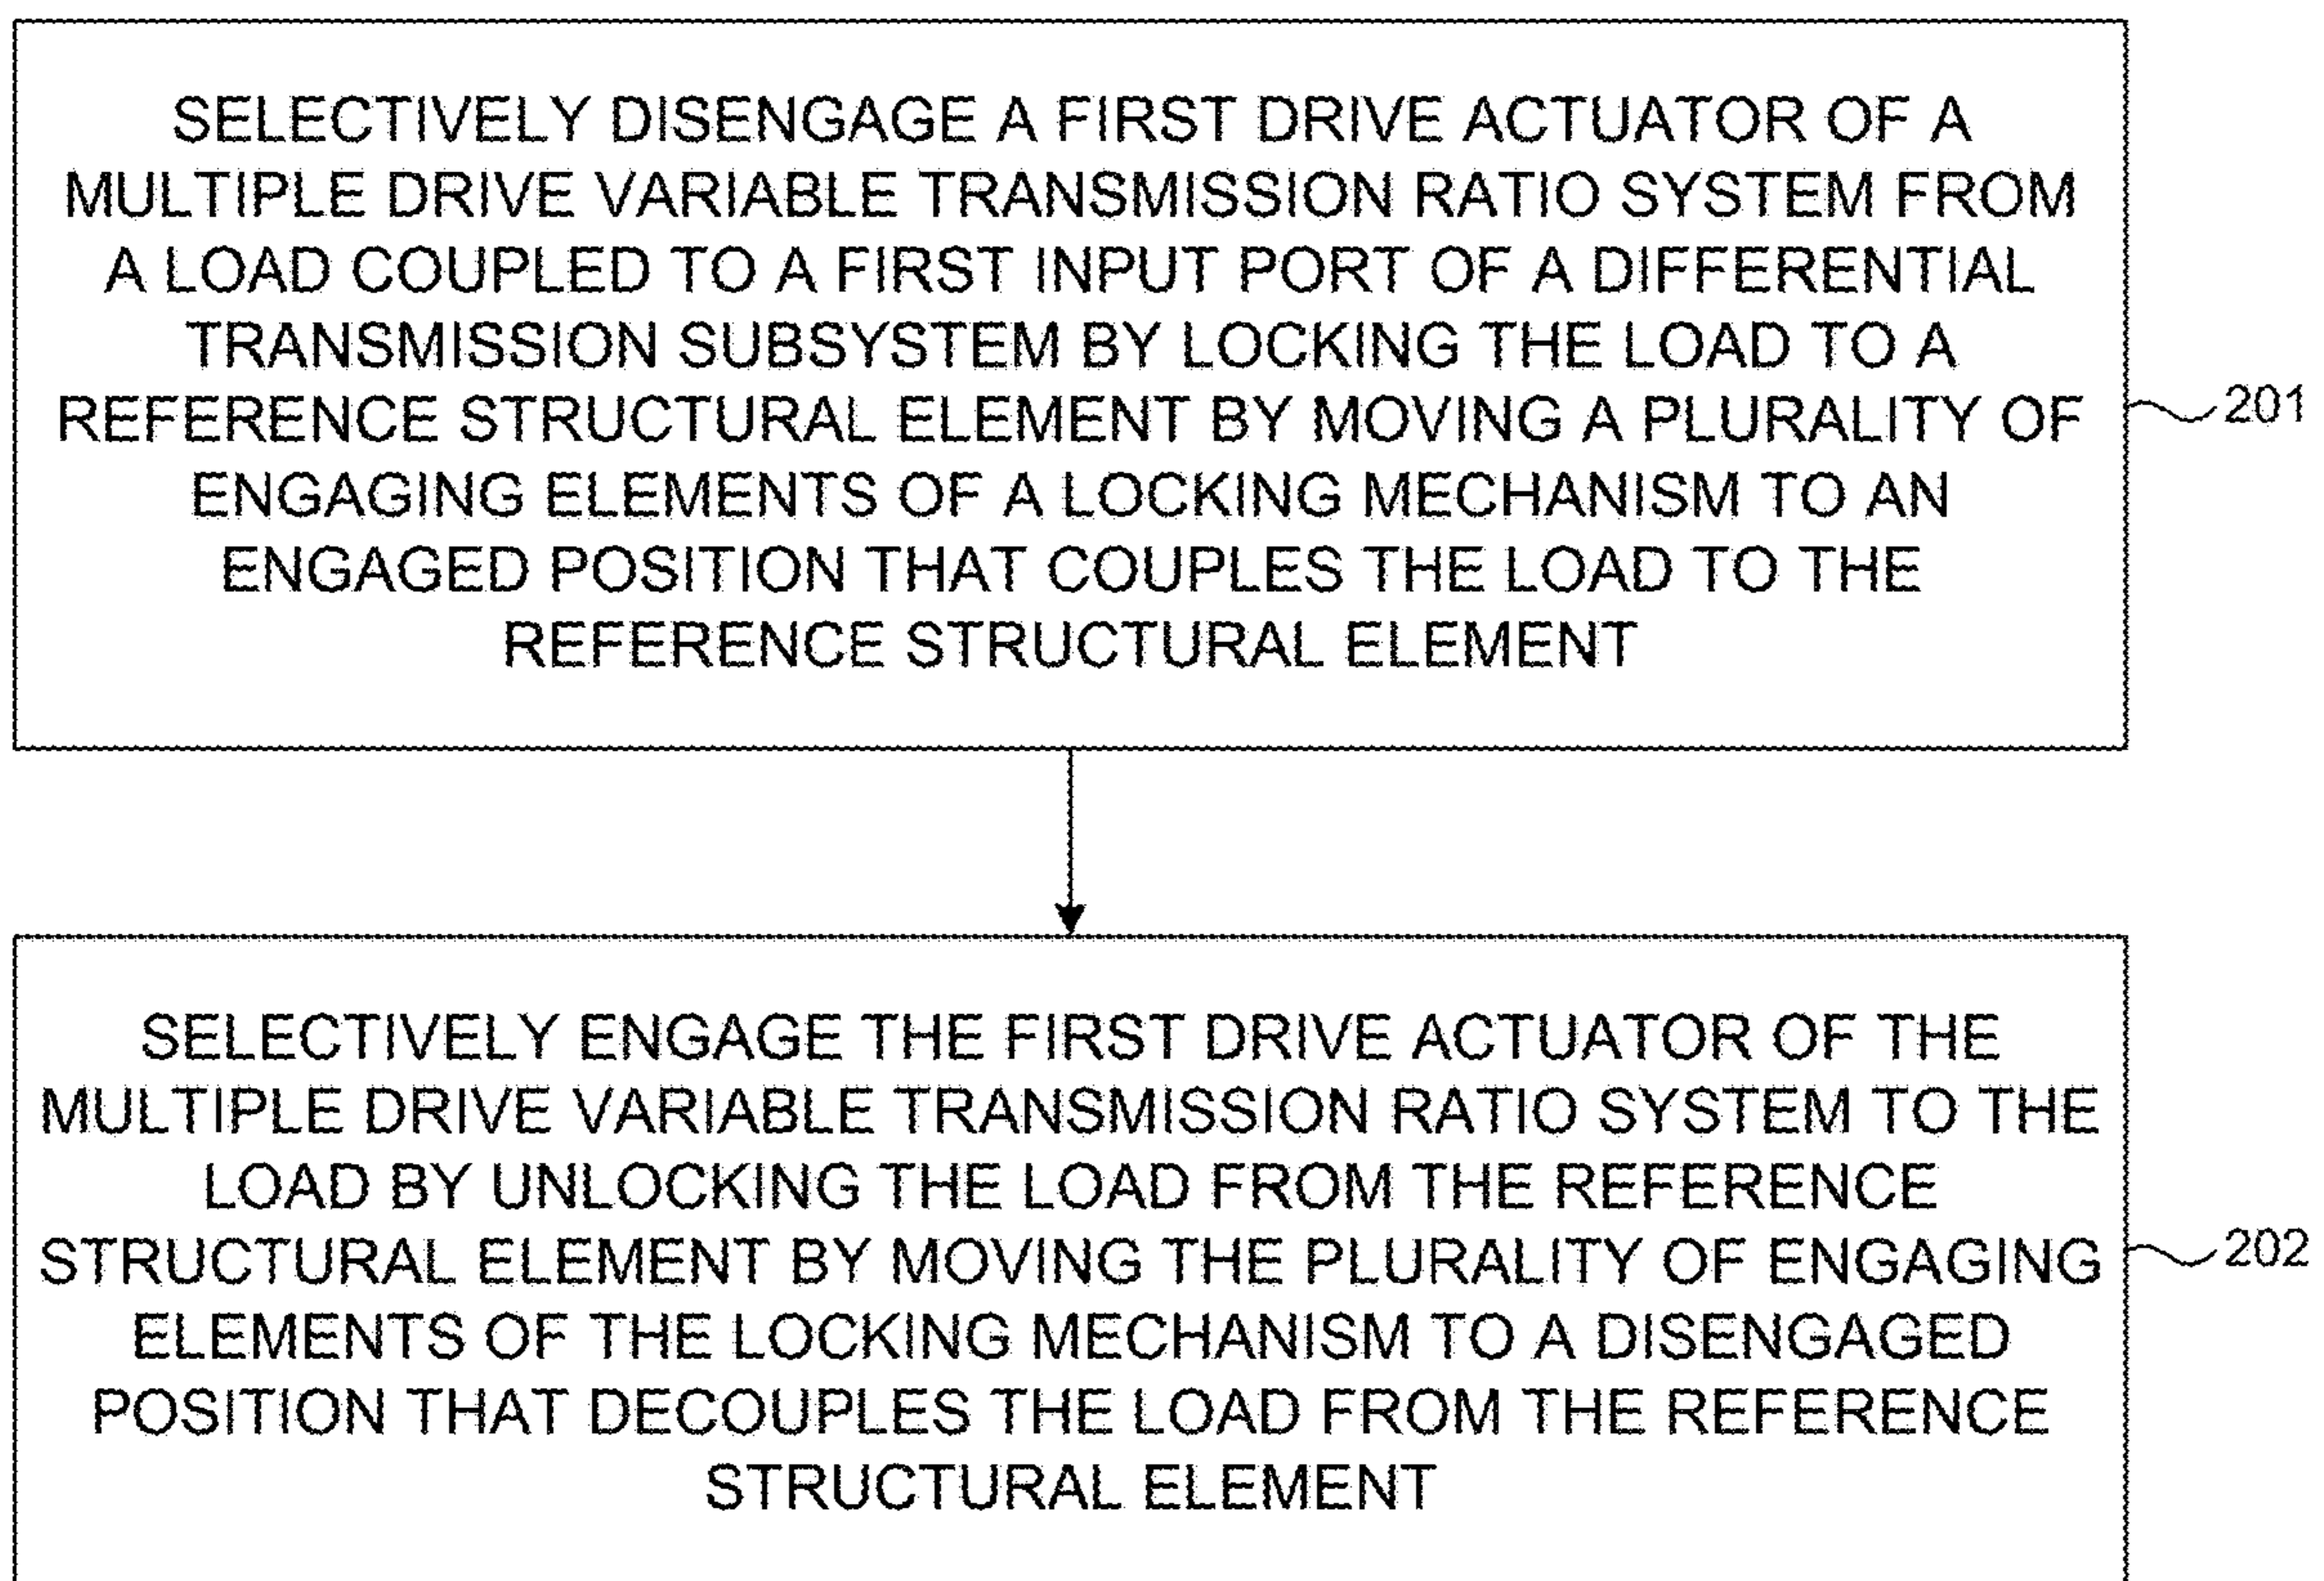 SELECTIVELY DISENGAGE A FIRST DRIVE ACTUATOR OF A
MULTIPLE DRIVE VARIABLE TRANSMISSION RATIO SYSTEM FROM
A LOAD COUPLED TO A FIRST INPUT PORT OF A DIFFERENTIAL
TRANSMISSION SUBSYSTEM BY LOCKING THE LOAD TO A
REFERENCE STRUCTURAL ELEMENT BY MOVING A PLURALITY OF
ENGAGING ELEMENTS OF A LOCKING MECHANISM TO AN
ENGAGED POSITION THAT COUPLES THE LOAD TO THE
REFERENCE STRUCTURAL ELEMENT
201
SELECTIVELY ENGAGE THE FIRST DRIVE ACTUATOR OF THE
MULTIPLE DRIVE VARIABLE TRANSMISSION RATIO SYSTEM TO THE
LOAD BY UNLOCKING THE LOAD FROM THE REFERENCE
STRUCTURAL ELEMENT BY MOVING THE PLURALITY OF ENGAGING
ELEMENTS OF THE LOCKING MECHANISM TO A DISENGAGED
POSITION THAT DECOUPLES THE LOAD FROM THE REFERENCE
STRUCTURAL ELEMENT
202